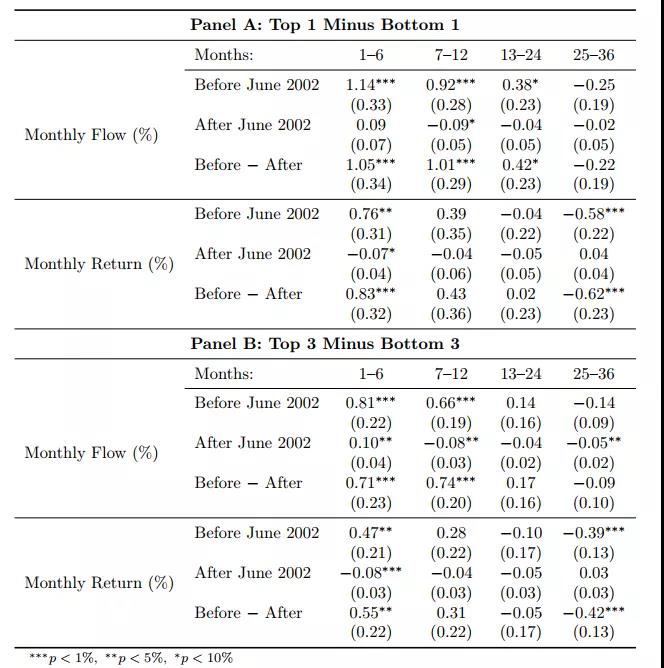 Panel A: Top 1 Minus Bottom 1
Months: 1–6 7–12 13–24 25–36
Before June 2002 1.14*** 0.92*** 0.38* −0.25
(0.33) (0.28) (0.23) (0.19)
Monthly Flow (%) After June 2002 0.09 −0.09* −0.04 −0.02
(0.07) (0.05) (0.05) (0.05)
Before − After 1.05*** 1.01*** 0.42* −0.22
(0.34) (0.29) (0.23) (0.19)
Before June 2002 0.76** 0.39 −0.04 −0.58***
(0.31) (0.35) (0.22) (0.22)
Monthly Return (%) After June 2002 −0.07* −0.04 −0.05 0.04
(0.04) (0.06) (0.05) (0.04)
Before − After 0.83*** 0.43 0.02 −0.62***
(0.32) (0.36) (0.23) (0.23)
Panel B: Top 3 Minus Bottom 3
Months: 1–6 7–12 13–24 25–36
Before June 2002 0.81*** 0.66*** 0.14 −0.14
(0.22) (0.19) (0.16) (0.09)
Monthly Flow (%) After June 2002 0.10** −0.08** −0.04 −0.05**
(0.04) (0.03) (0.02) (0.02)
Before − After 0.71*** 0.74*** 0.17 −0.09
(0.23) (0.20) (0.16) (0.10)
Before June 2002 0.47** 0.28 −0.10 −0.39***
(0.21) (0.22) (0.17) (0.13)
Monthly Return (%) After June 2002 −0.08*** −0.04 −0.05 0.03
(0.03) (0.03) (0.03) (0.03)
Before − After 0.55** 0.31 −0.05 −0.42***
(0.22) (0.22) (0.17) (0.13)
***p < 1%, **p < 5%, *p < 10%